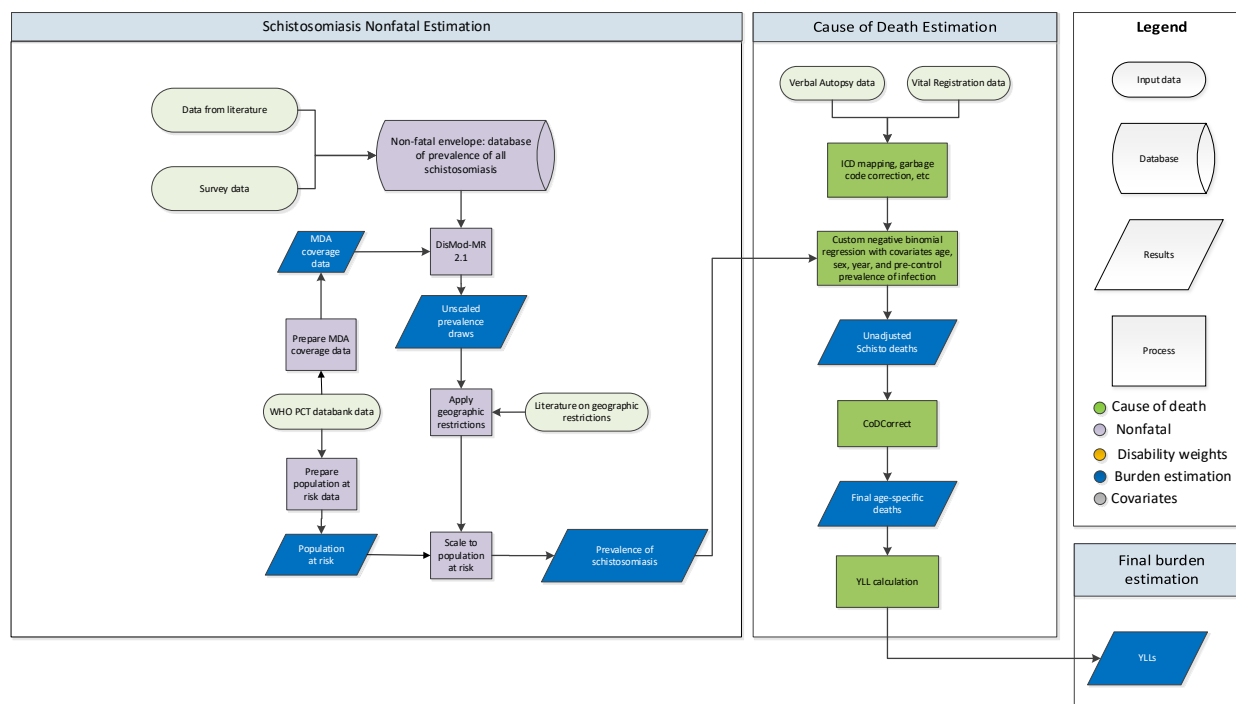 Schistosomiasis Nonfatal Estimation
Data from literature
Survey data
Non-fatal envelope: database
of prevalence of all
schistosomiasis
MDA
coverage
data
DisMod-MR
2.1
Unscaled
prevalence
draws
Prepare MDA
coverage data
WHO PCT databank data
Apply
geographic
restrictions
Literature on geographic
restrictions
Prepare
population at
risk data
Population
at risk
Scale to
population
at risk
Prevalence of
schistosomiasis
Cause of Death Estimation
Verbal Autopsy data
Vital Registration data
ICD mapping, garbage
code correction, etc
Custom negative binomial
regression with covariates age,
sex, year, and pre-control
prevalence of infection
Unadjusted
Schisto deaths
CoDCorrect
Final age-specific
deaths
YLL calculation
Legend
Input data
Database
Results
Process
Cause of death
Nonfatal
Disability weights
Burden estimation
Covariates
Final burden
estimation
YLLs